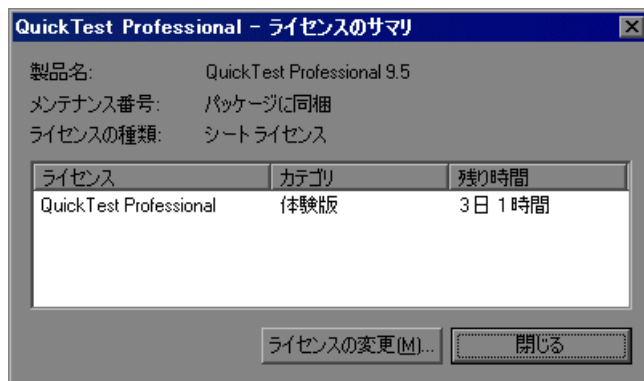 QuickTest Professional - ライセンスのサマリ
製品名: QuickTest Professional 9.5
メンテナンス番号: パッケージに同梱
ライセンスの種類: シートライセンス
ライセンス カテゴリ 残り時間
QuickTest Professional 体験版 3日 1時間
ライセンスの変更(M)... 閉じる